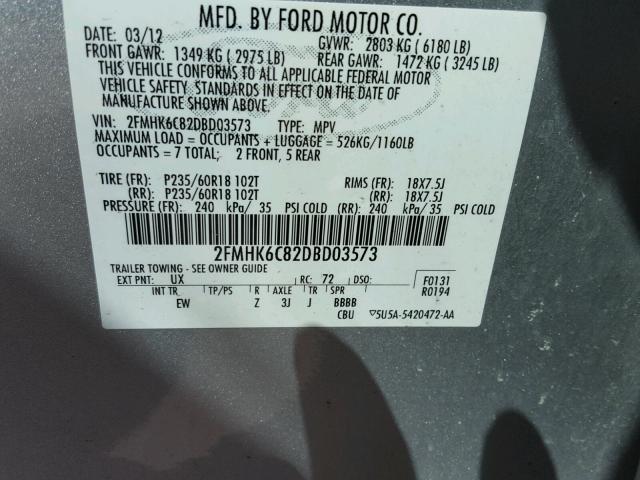 MFD. BY FORD MOTOR CO.
DATE: 03/12 GVWR: 2803 KG ( 6180 LB)
FRONT GAWR: 1349 KG ( 2975 LB) REAR GAWR: 1472 KG ( 3245 LB)
THIS VEHICLE CONFORMS TO ALL APPLICABLE FEDERAL MOTOR
VEHICLE SAFETY STANDARDS IN EFFECT ON THE DATE OF
MANUFACTURE SHOWN ABOVE.
VIN: 2FMHK6C82DBD03573 TYPE: MPV
MAXIMUM LOAD = OCCUPANTS + LUGGAGE = 526KG/1160LB
OCCUPANTS = 7 TOTAL; 2 FRONT, 5 REAR
TIRE (FR): P235/60R18 102T RIMS (FR): 18X7.5J
(RR): P235/60R18 102T (RR): 18X7.5J
PRESSURE (FR): 240 kPa/ 35 PSI COLD (RR): 240 kPa/ 35 PSI COLD
2FMHK6C82DBD03573
TRAILER TOWING - SEE OWNER GUIDE
EXT PNT: UX RC: 72 DSO: F0131
INT TR TP/PS R AXLE TR SPR R0194
EW Z 3J J BBBB
CBU 5U5A-5420472-AA